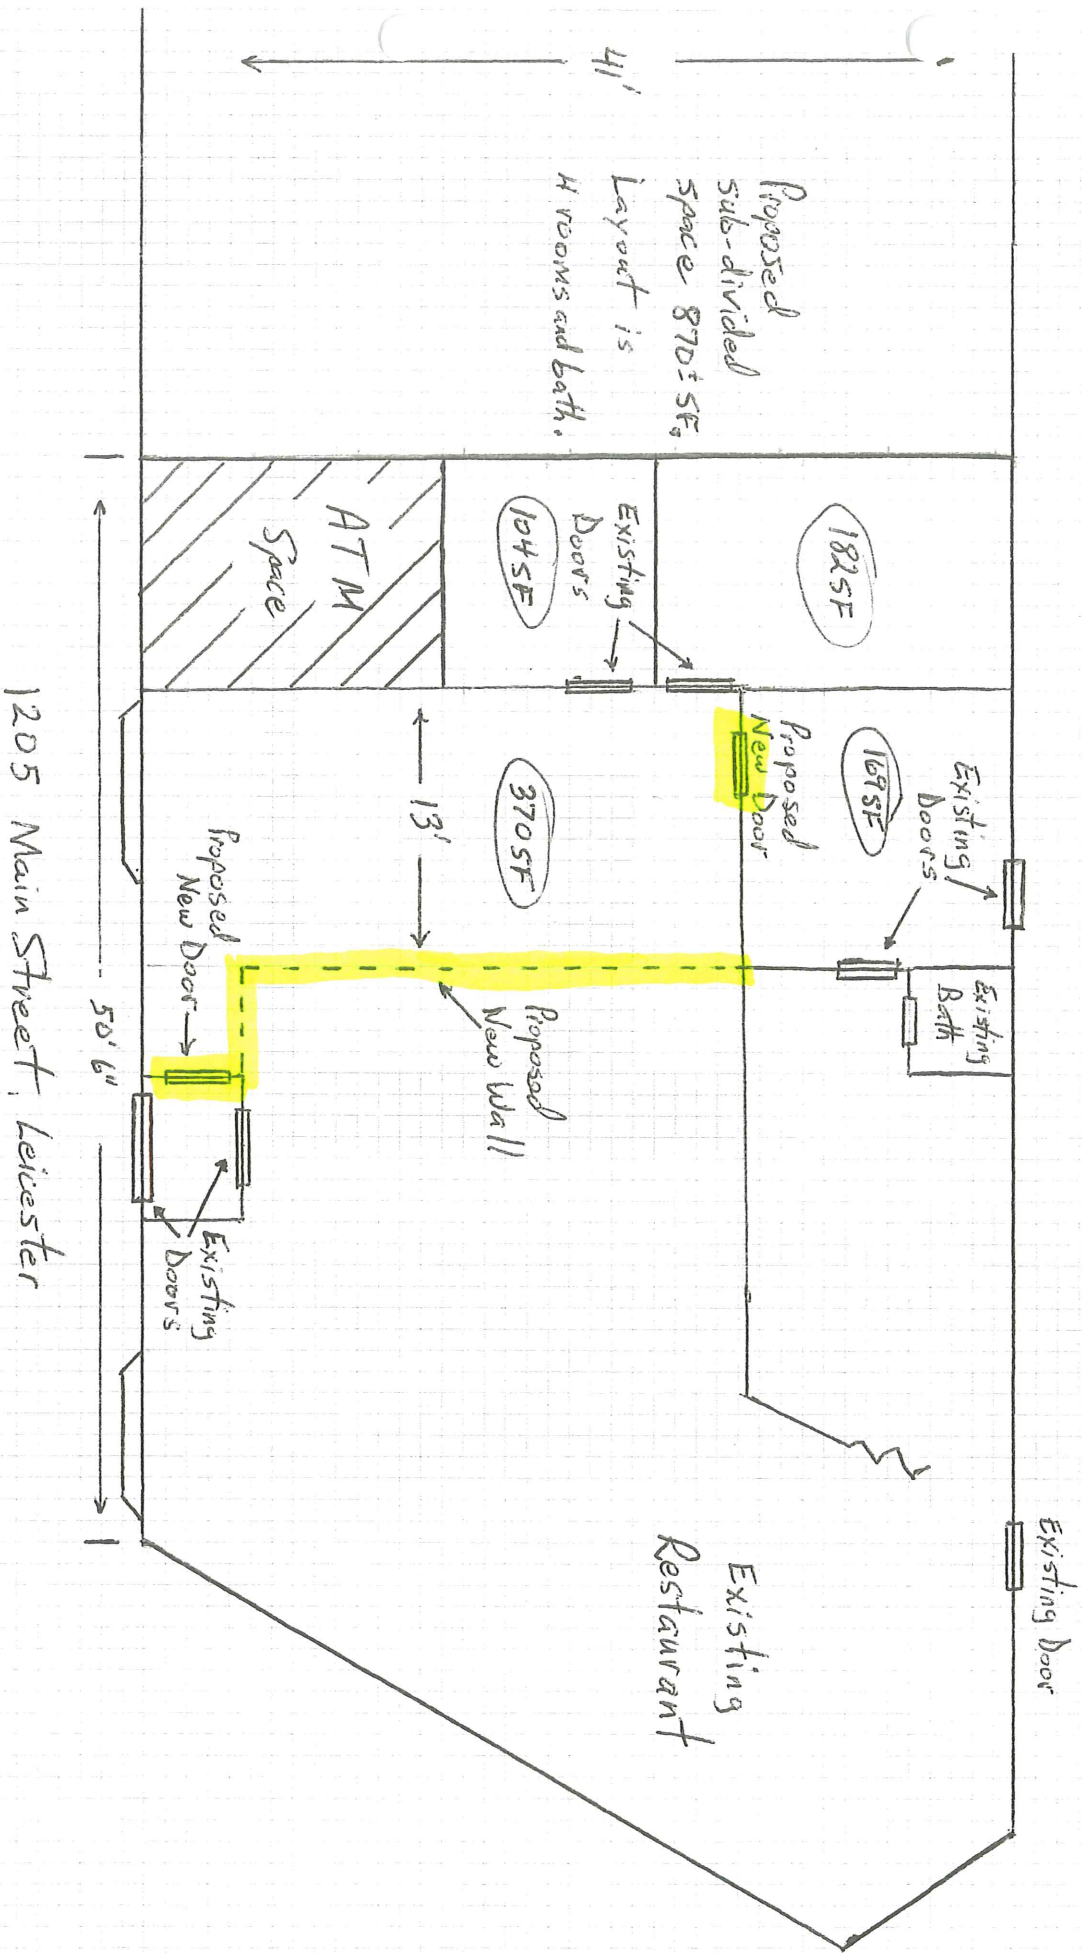 Existing Door
Existing
Doors
Existing
Bath
169SF
182SF
Proposed
New Door
Proposed
sub-divided
space 870± SF.
Layout is
4 rooms and bath.
41'
Existing
Restaurant
Existing
Doors
104SF
370SF
Proposed
New Wall
13'
ATM
Space
Proposed
New Door
Existing
Doors
50'6"
1205 Main Street, Leicester